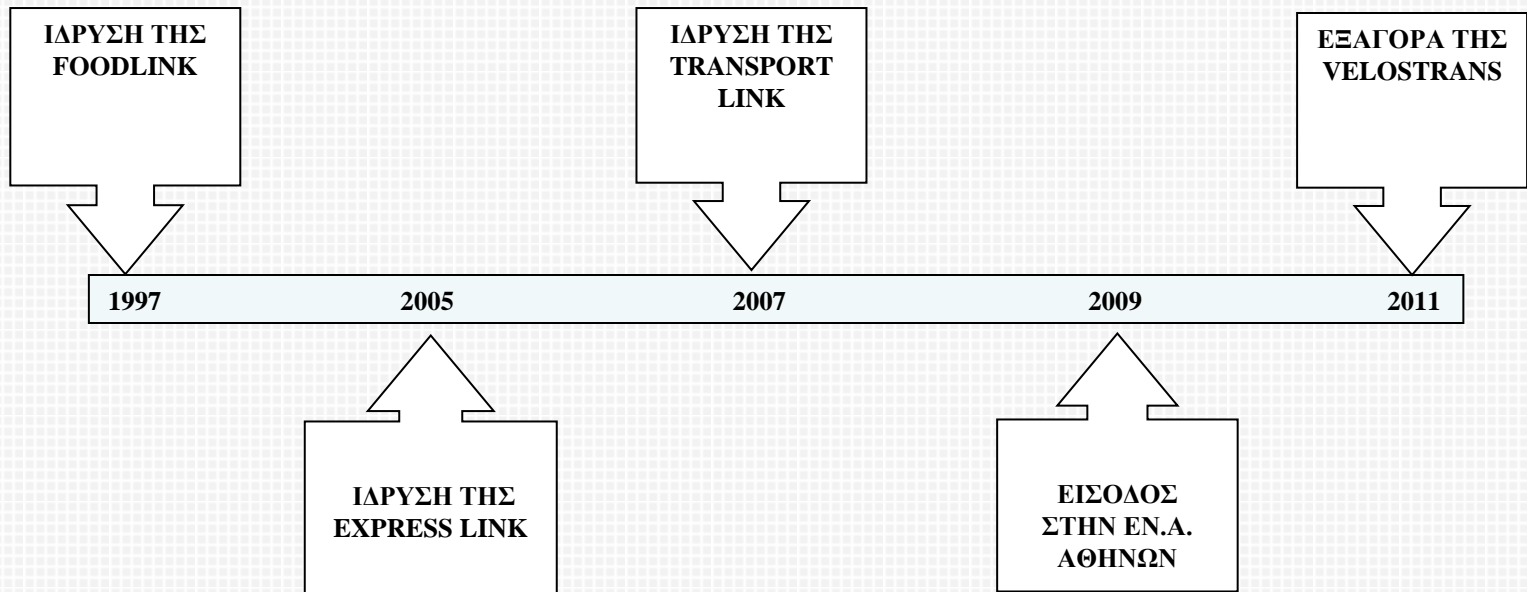 ΙΔΡΥΣΗ ΤΗΣ
FOODLINK
ΙΔΡΥΣΗ ΤΗΣ
TRANSPORT
LINK
ΕΞΑΓΟΡΑ ΤΗΣ
VELOSTRANS
1997 2005 2007 2009 2011
ΙΔΡΥΣΗ ΤΗΣ
EXPRESS LINK
ΕΙΣΟΔΟΣ
ΣΤΗΝ ΕΝ.Α.
ΑΘΗΝΩΝ